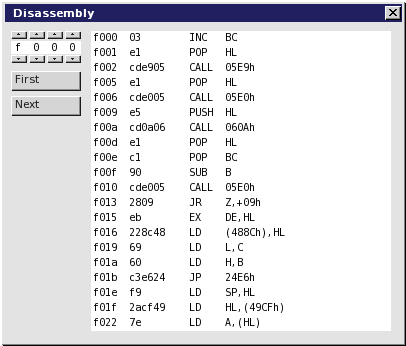 Disassembly
f 0 0 0
First
Next
f000 03 INC BC
f001 e1 POP HL
f002 cde905 CALL 05E9h
f005 e1 POP HL
f006 cde005 CALL 05E0h
f009 e5 PUSH HL
f00a cd0a06 CALL 060Ah
f00d e1 POP HL
f00e c1 POP BC
f00f 90 SUB B
f010 cde005 CALL 05E0h
f013 2809 JR Z,+09h
f015 eb EX DE,HL
f016 228c48 LD (488Ch),HL
f019 69 LD L,C
f01a 60 LD H,B
f01b c3e624 JP 24E6h
f01e f9 LD SP,HL
f01f 2acf49 LD HL,(49CFh)
f022 7e LD A,(HL)